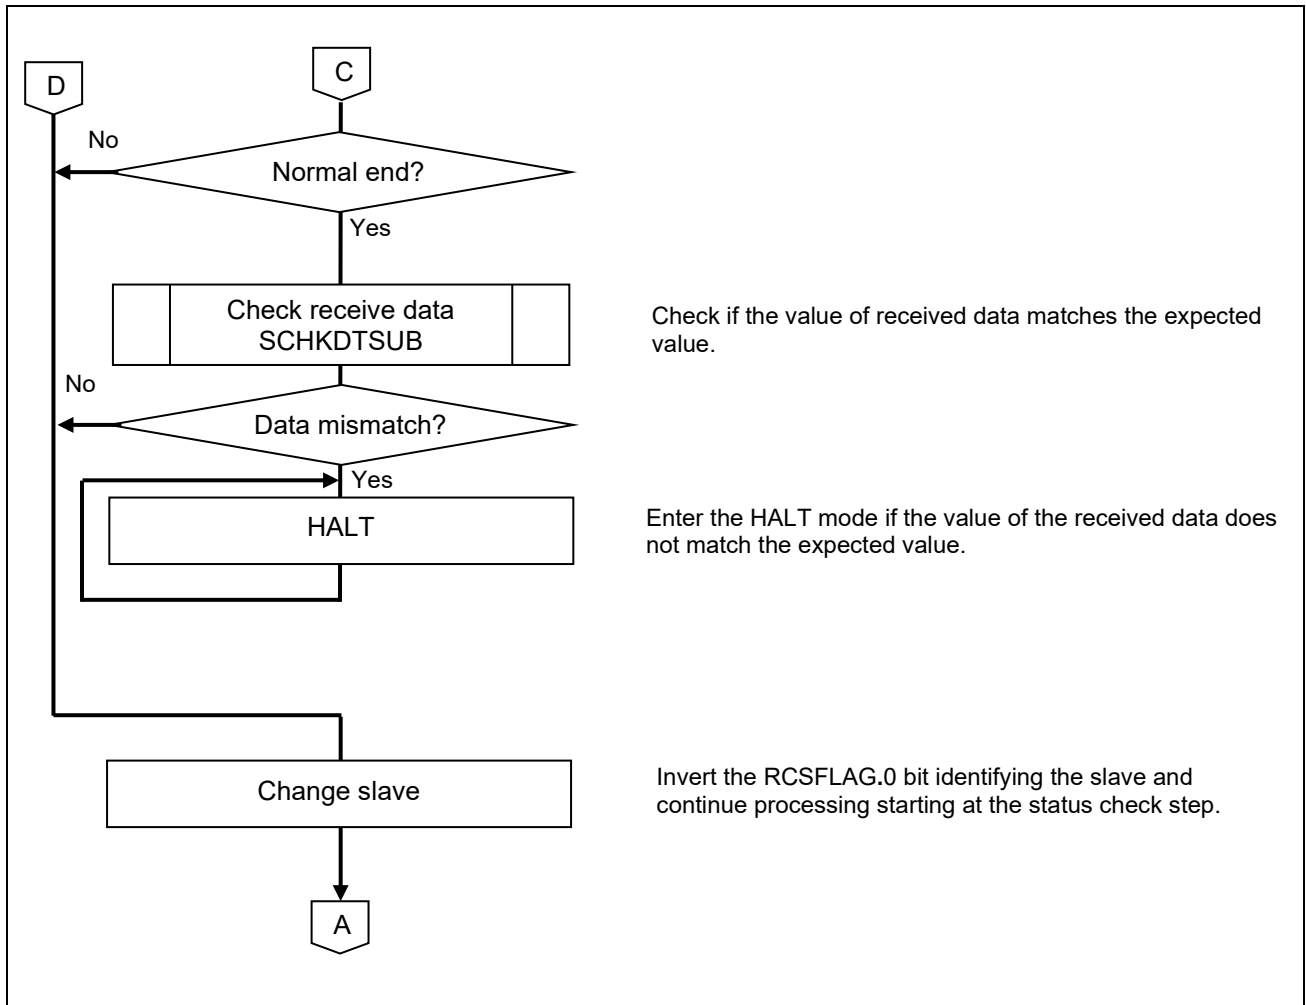 D
C
No
Normal end?
Yes
Check receive data
SCHKDTSUB
Check if the value of received data matches the expected
value.
No
Data mismatch?
Yes
HALT
Enter the HALT mode if the value of the received data does
not match the expected value.
Change slave
Invert the RCSFLAG.0 bit identifying the slave and
continue processing starting at the status check step.
A